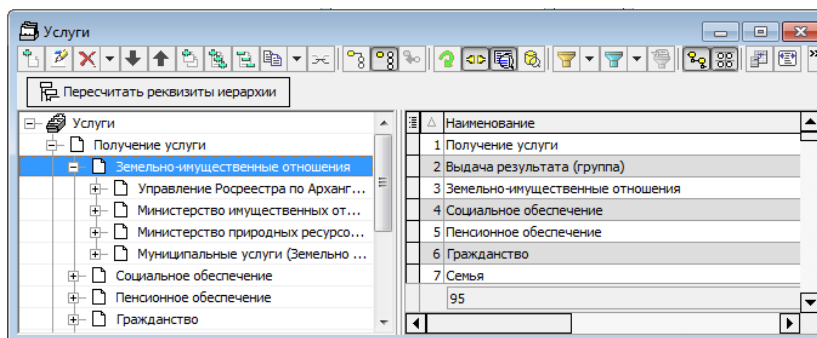 Услуги
Пересчитать реквизиты иерархии
Услуги
Получение услуги
Земельно-имущественные отношения
Управление Росреестра по Арханг...
Министерство имущественных от...
Министерство природных ресурсо...
Муниципальные услуги (Земельно ...
Социальное обеспечение
Пенсионное обеспечение
Гражданство
Наименование
1 Получение услуги
2 Выдача результата (группа)
3 Земельно-имущественные отношения
4 Социальное обеспечение
5 Пенсионное обеспечение
6 Гражданство
7 Семья
95